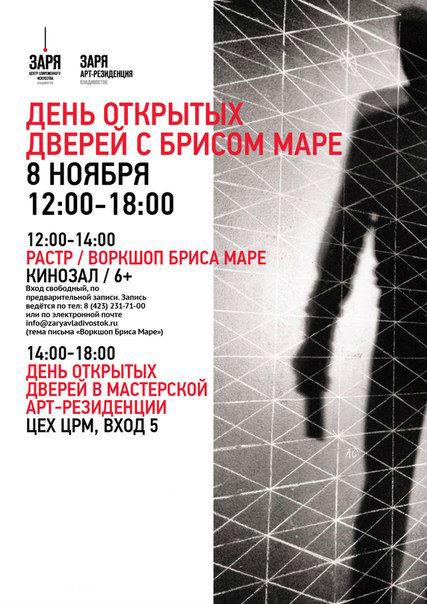 ЗАРЯ
ЦЕНТР СОВРЕМЕННОГО
ИСКУССТВА
ВЛАДИВОСТОК
ЗАРЯ
АРТ-РЕЗИДЕНЦИЯ
ВЛАДИВОСТОК
ДЕНЬ ОТКРЫТЫХ
ДВЕРЕЙ С БРИСОМ МАРЕ
8 НОЯБРЯ
12:00-18:00
12:00-14:00
РАСТР / ВОРКШОП БРИСА МАРЕ
КИНОЗАЛ / 6+
Вход свободный, по
предварительной записи. Запись
ведётся по тел: 8 (423) 231-71-00
или по электронной почте
info@zaryavladivostok.ru
(тема письма «Воркшоп Бриса Маре»)
14:00-18:00
ДЕНЬ ОТКРЫТЫХ
ДВЕРЕЙ В МАСТЕРСКОЙ
АРТ-РЕЗИДЕНЦИИ
ЦЕХ ЦРМ, ВХОД 5